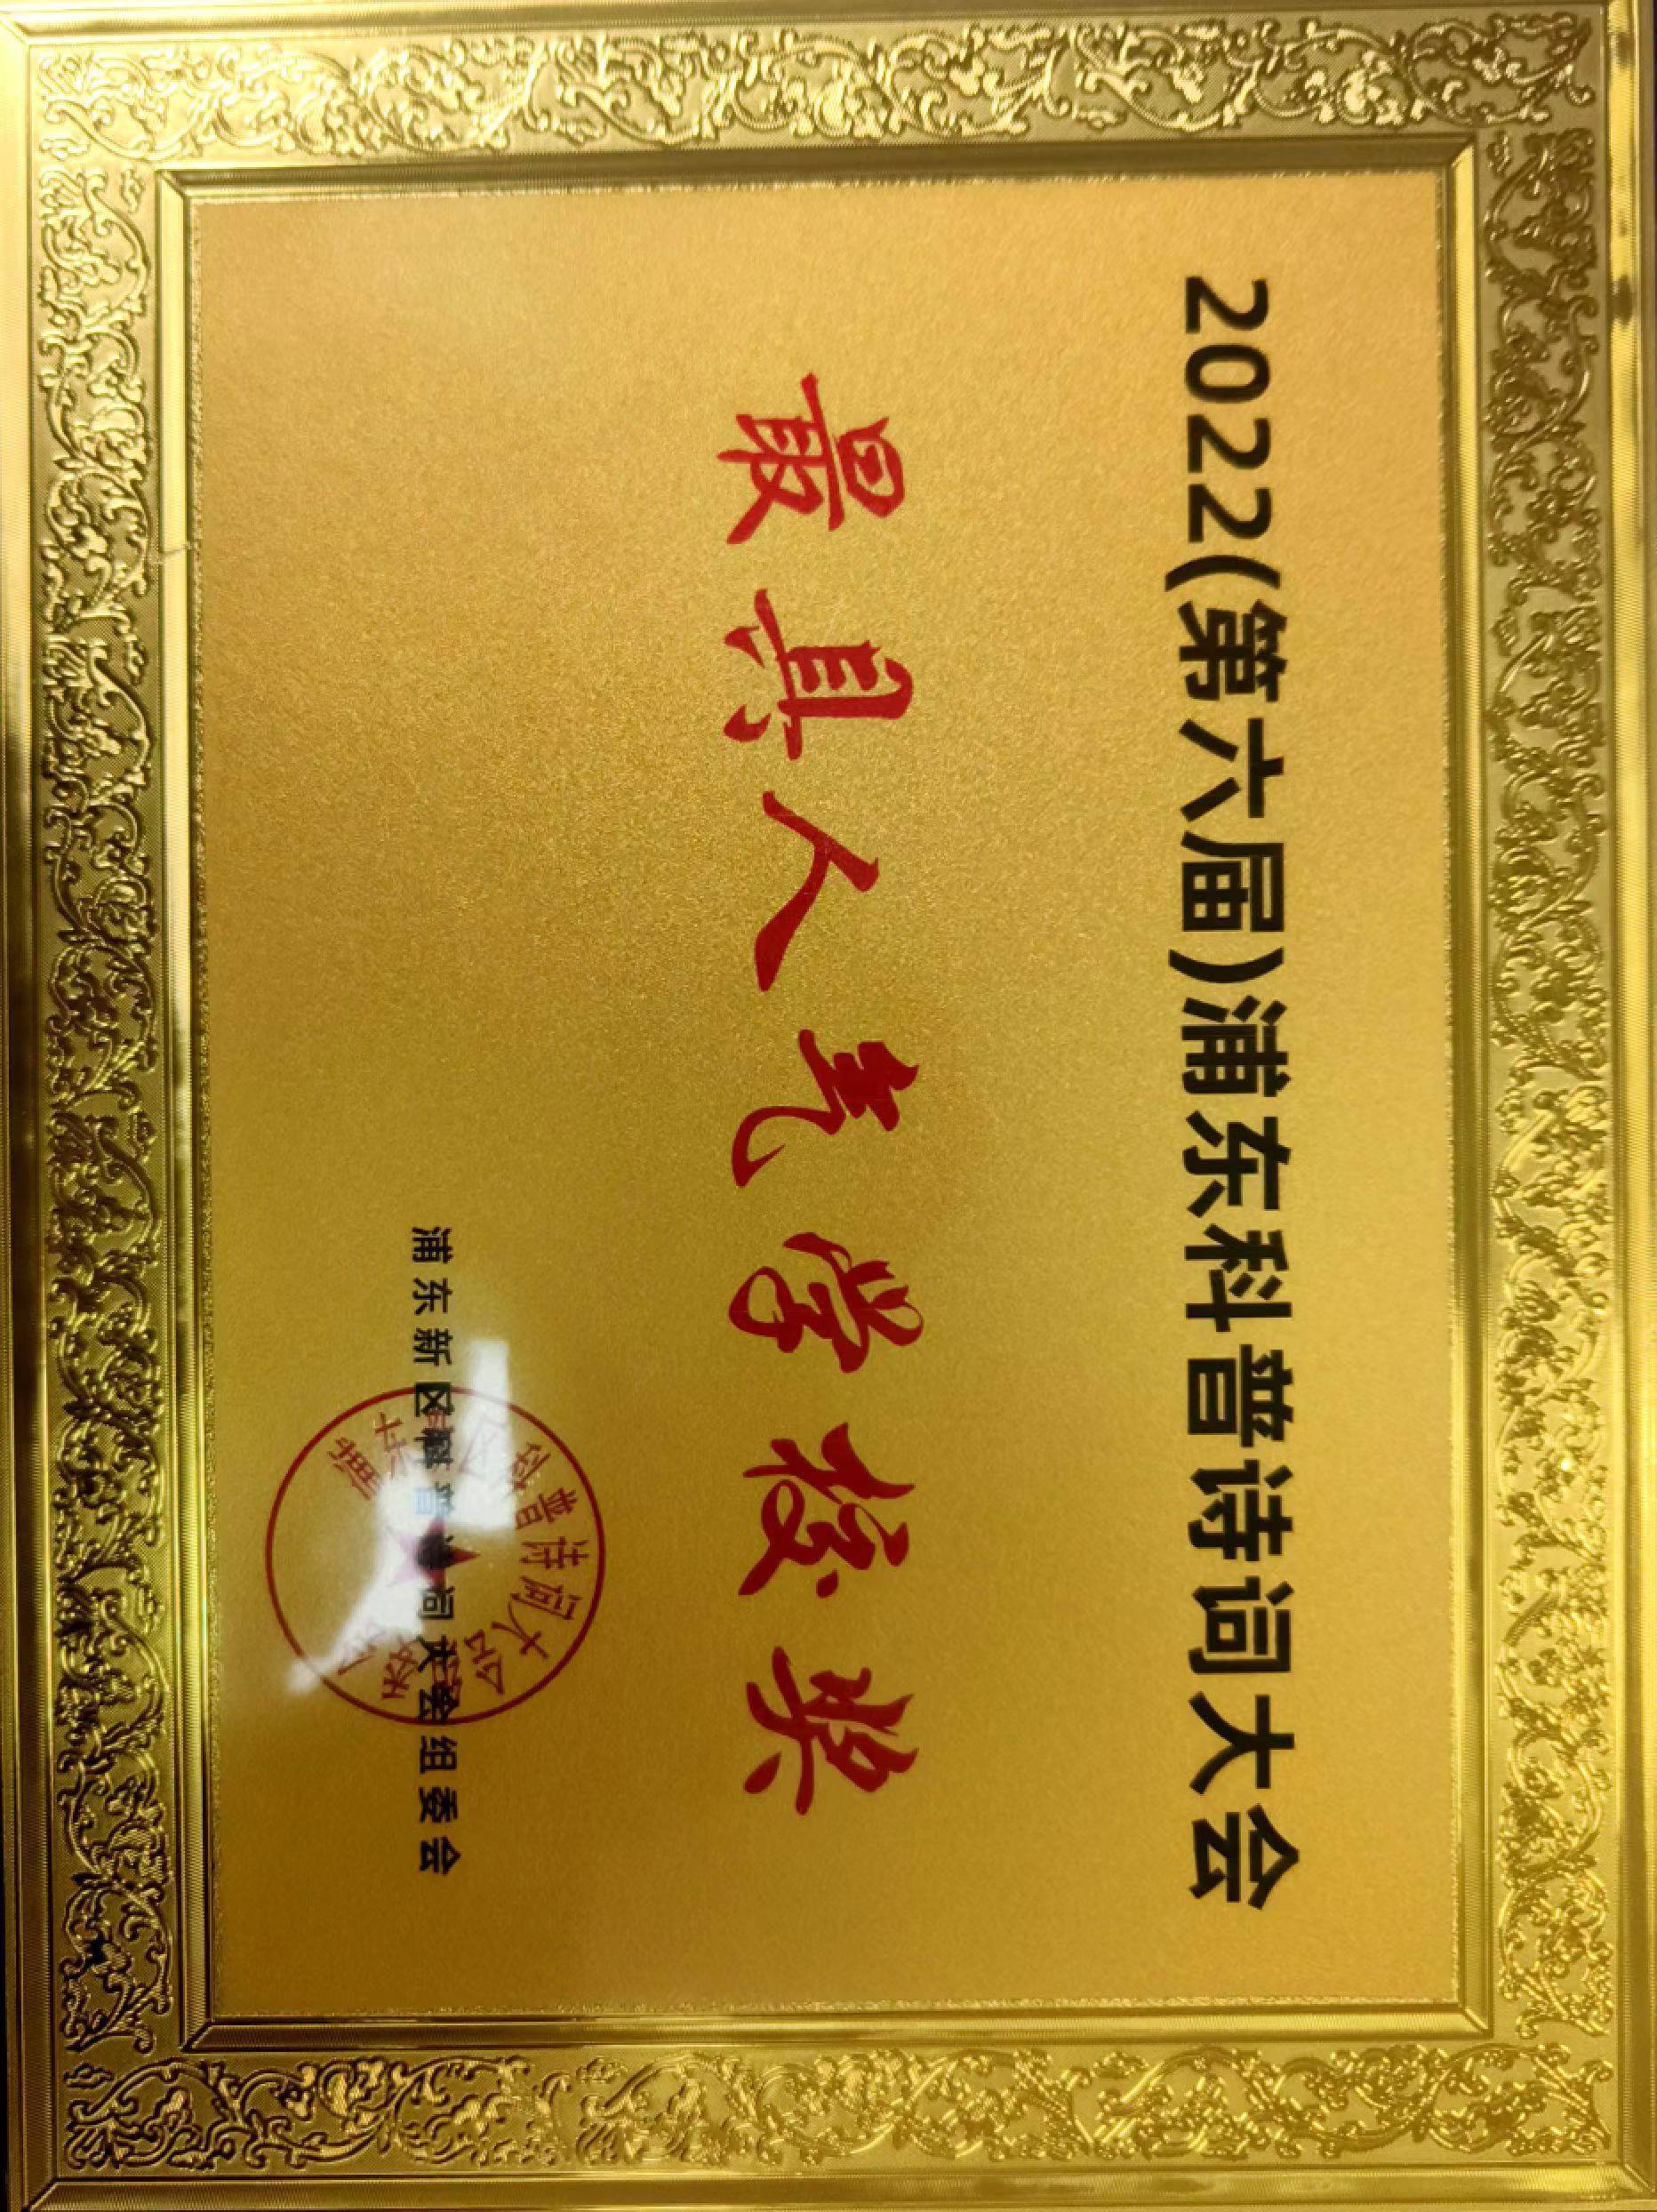 2022(第六届)浦东科普诗词大会
最具人气学校奖
浦东新区科普诗词大会组委会